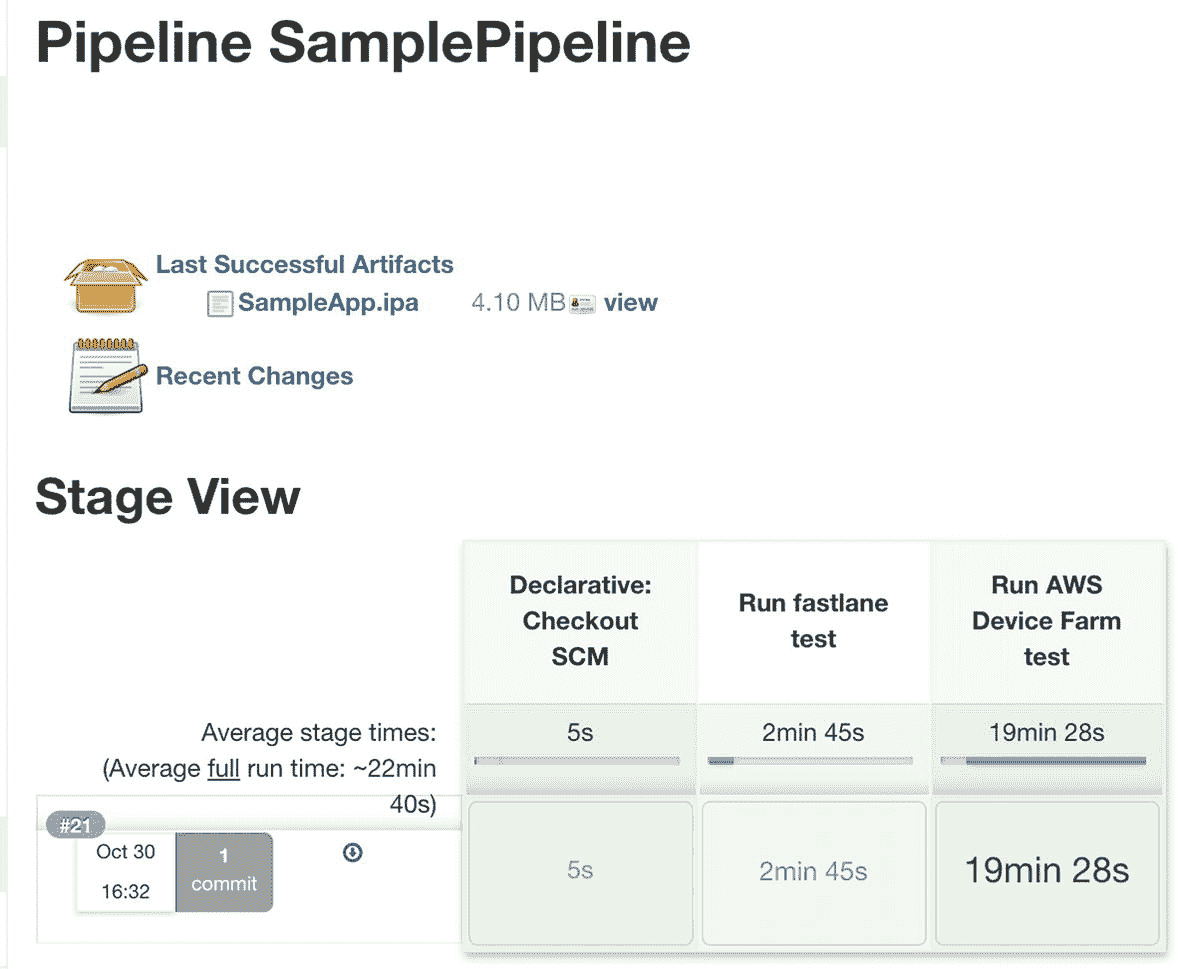 Pipeline SamplePipeline
Last Successful Artifacts
SampleApp.ipa 4.10 MB view
Recent Changes
Stage View
Declarative:
Checkout
SCM
Run fastlane
test
Run AWS
Device Farm
test
Average stage times:
(Average full run time: ~22min
40s)
5s
2min 45s
19min 28s
#21
Oct 30
16:32
1
commit
5s
2min 45s
19min 28s